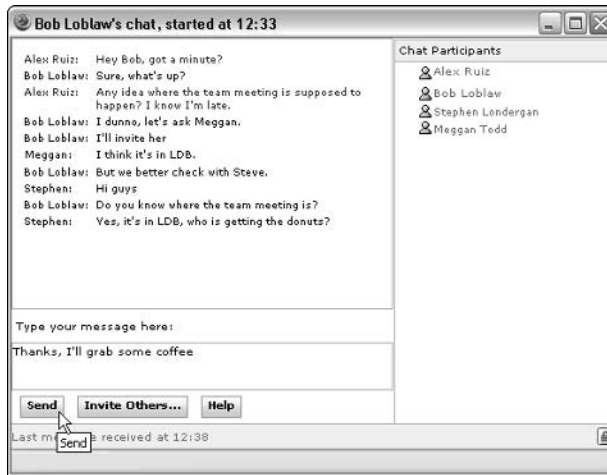 Bob Loblaw's chat, started at 12:33
Alex Ruiz: Hey Bob, got a minute?
Bob Loblaw: Sure, what's up?
Alex Ruiz: Any idea where the team meeting is supposed to
happen? I know I'm late.
Bob Loblaw: I dunno, let's ask Meggan.
Bob Loblaw: I'll invite her
Meggan: I think it's in LDB.
Bob Loblaw: But we better check with Steve.
Stephen: Hi guys
Bob Loblaw: Do you know where the team meeting is?
Stephen: Yes, it's in LDB, who is getting the donuts?
Chat Participants
Alex Ruiz
Bob Loblaw
Stephen Londergan
Meggan Todd
Type your message here:
Thanks, I'll grab some coffee
Send Invite Others... Help
Send
Last me e received at 12:38